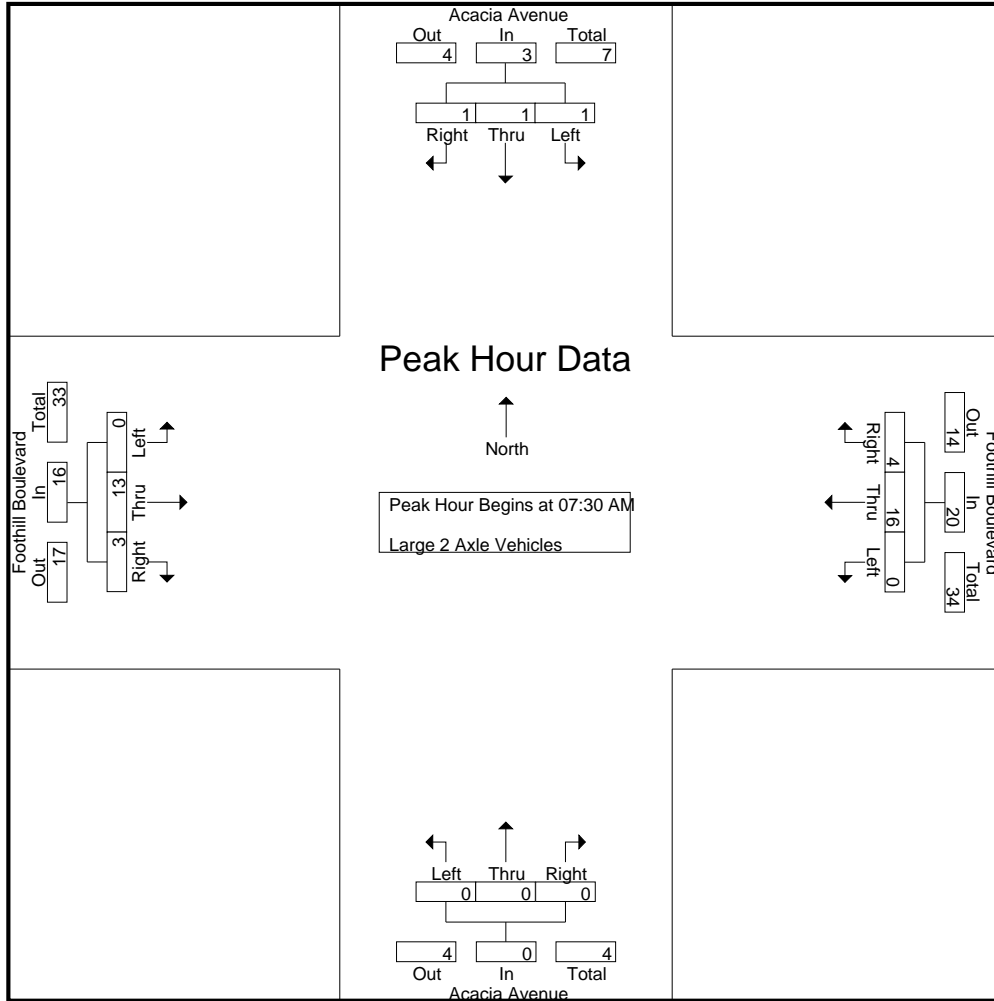 Acacia Avenue
Out In Total
4 3 7
1 1 1
Right Thru Left
Peak Hour Data
North
Peak Hour Begins at 07:30 AM
Large 2 Axle Vehicles
Foothill Boulevard
Out In Total
17 16 33
Left Thru Right
0 13 3
Foothill Boulevard
Out In Total
14 20 34
Right Thru Left
4 16 0
Left Thru Right
0 0 0
4 0 4
Out In Total
Acacia Avenue